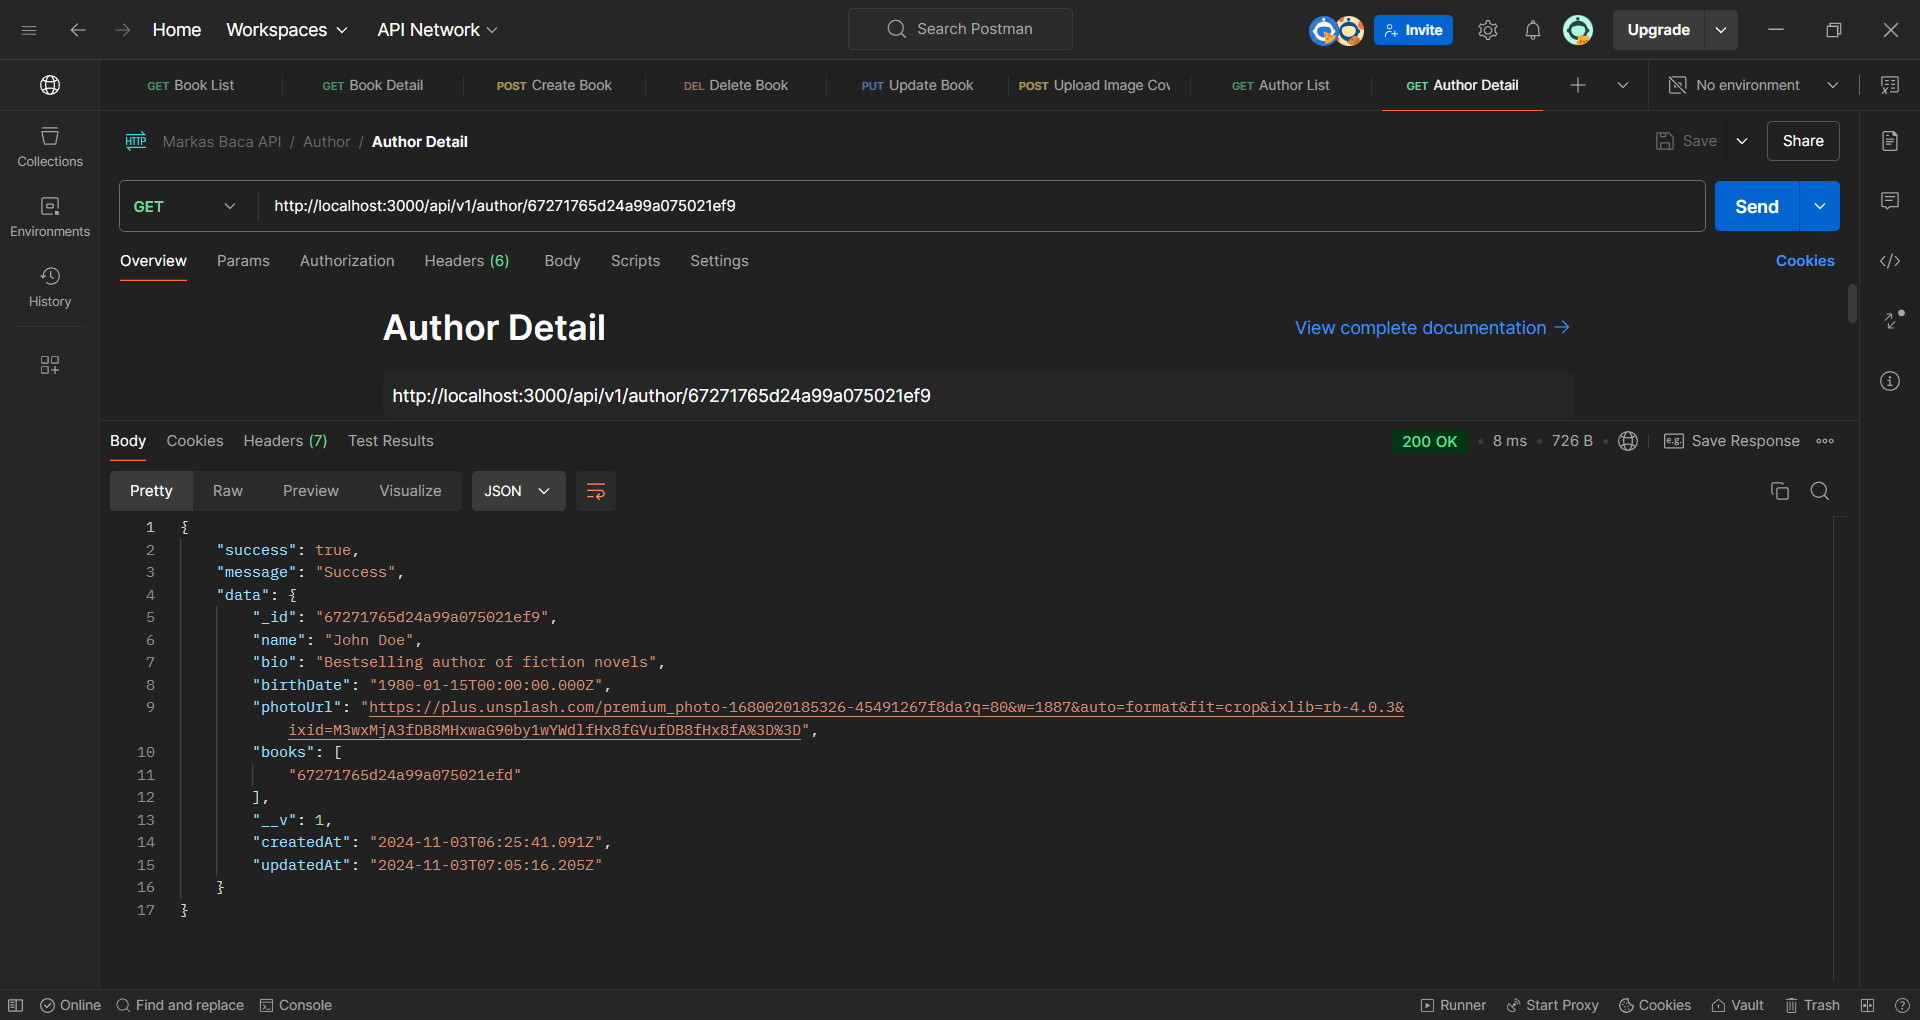 Home Workspaces API Network Search Postman Invite Upgrade
GET Book List GET Book Detail POST Create Book DEL Delete Book PUT Update Book POST Upload Image Cov GET Author List GET Author Detail No environment
HTTP Markas Baca API / Author / Author Detail Save Share
Collections
GET http://localhost:3000/api/v1/author/67271765d24a99a075021ef9 Send
Environments
Overview Params Authorization Headers (6) Body Scripts Settings Cookies
History
Author Detail View complete documentation →
http://localhost:3000/api/v1/author/67271765d24a99a075021ef9
Body Cookies Headers (7) Test Results 200 OK • 8 ms • 726 B • e.g. Save Response
Pretty Raw Preview Visualize JSON
1 {
2 "success": true,
3 "message": "Success",
4 "data": {
5 "_id": "67271765d24a99a075021ef9",
6 "name": "John Doe",
7 "bio": "Bestselling author of fiction novels",
8 "birthDate": "1980-01-15T00:00:00.000Z",
9 "photoUrl": "https://plus.unsplash.com/premium_photo-1680020185326-45491267f8da?q=80&w=1887&auto=format&fit=crop&ixlib=rb-4.0.3&
ixid=M3wxMjA3fDB8MHxwaG90by1wYWdlfHx8fGVufDB8fHx8fA%3D%3D",
10 "books": [
11 "67271765d24a99a075021efd"
12 ],
13 "__v": 1,
14 "createdAt": "2024-11-03T06:25:41.091Z",
15 "updatedAt": "2024-11-03T07:05:16.205Z"
16 }
17 }
Online Find and replace Console Runner Start Proxy Cookies Vault Trash